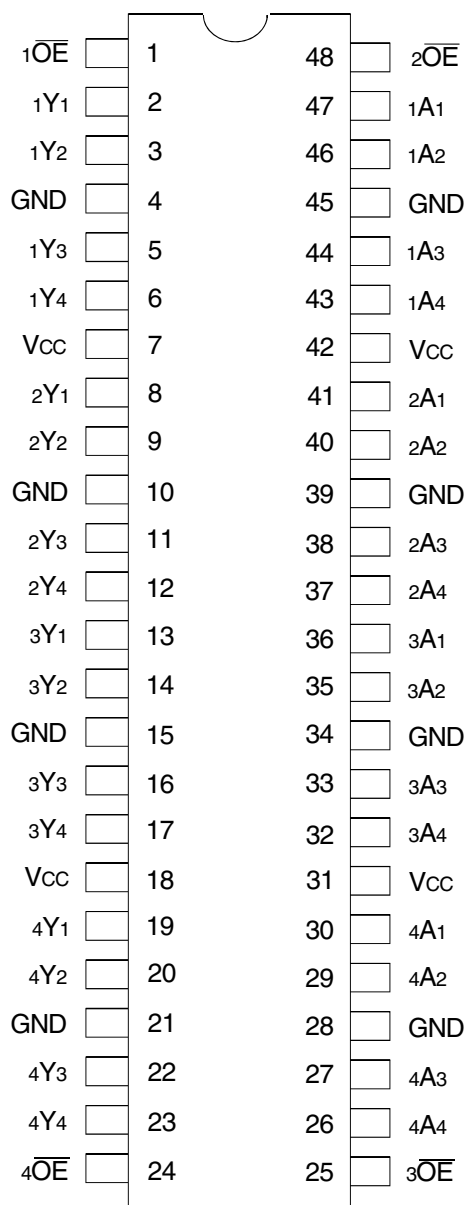 1OE 1 48 2OE
1Y1 2 47 1A1
1Y2 3 46 1A2
GND 4 45 GND
1Y3 5 44 1A3
1Y4 6 43 1A4
VCC 7 42 VCC
2Y1 8 41 2A1
2Y2 9 40 2A2
GND 10 39 GND
2Y3 11 38 2A3
2Y4 12 37 2A4
3Y1 13 36 3A1
3Y2 14 35 3A2
GND 15 34 GND
3Y3 16 33 3A3
3Y4 17 32 3A4
VCC 18 31 VCC
4Y1 19 30 4A1
4Y2 20 29 4A2
GND 21 28 GND
4Y3 22 27 4A3
4Y4 23 26 4A4
4OE 24 25 3OE